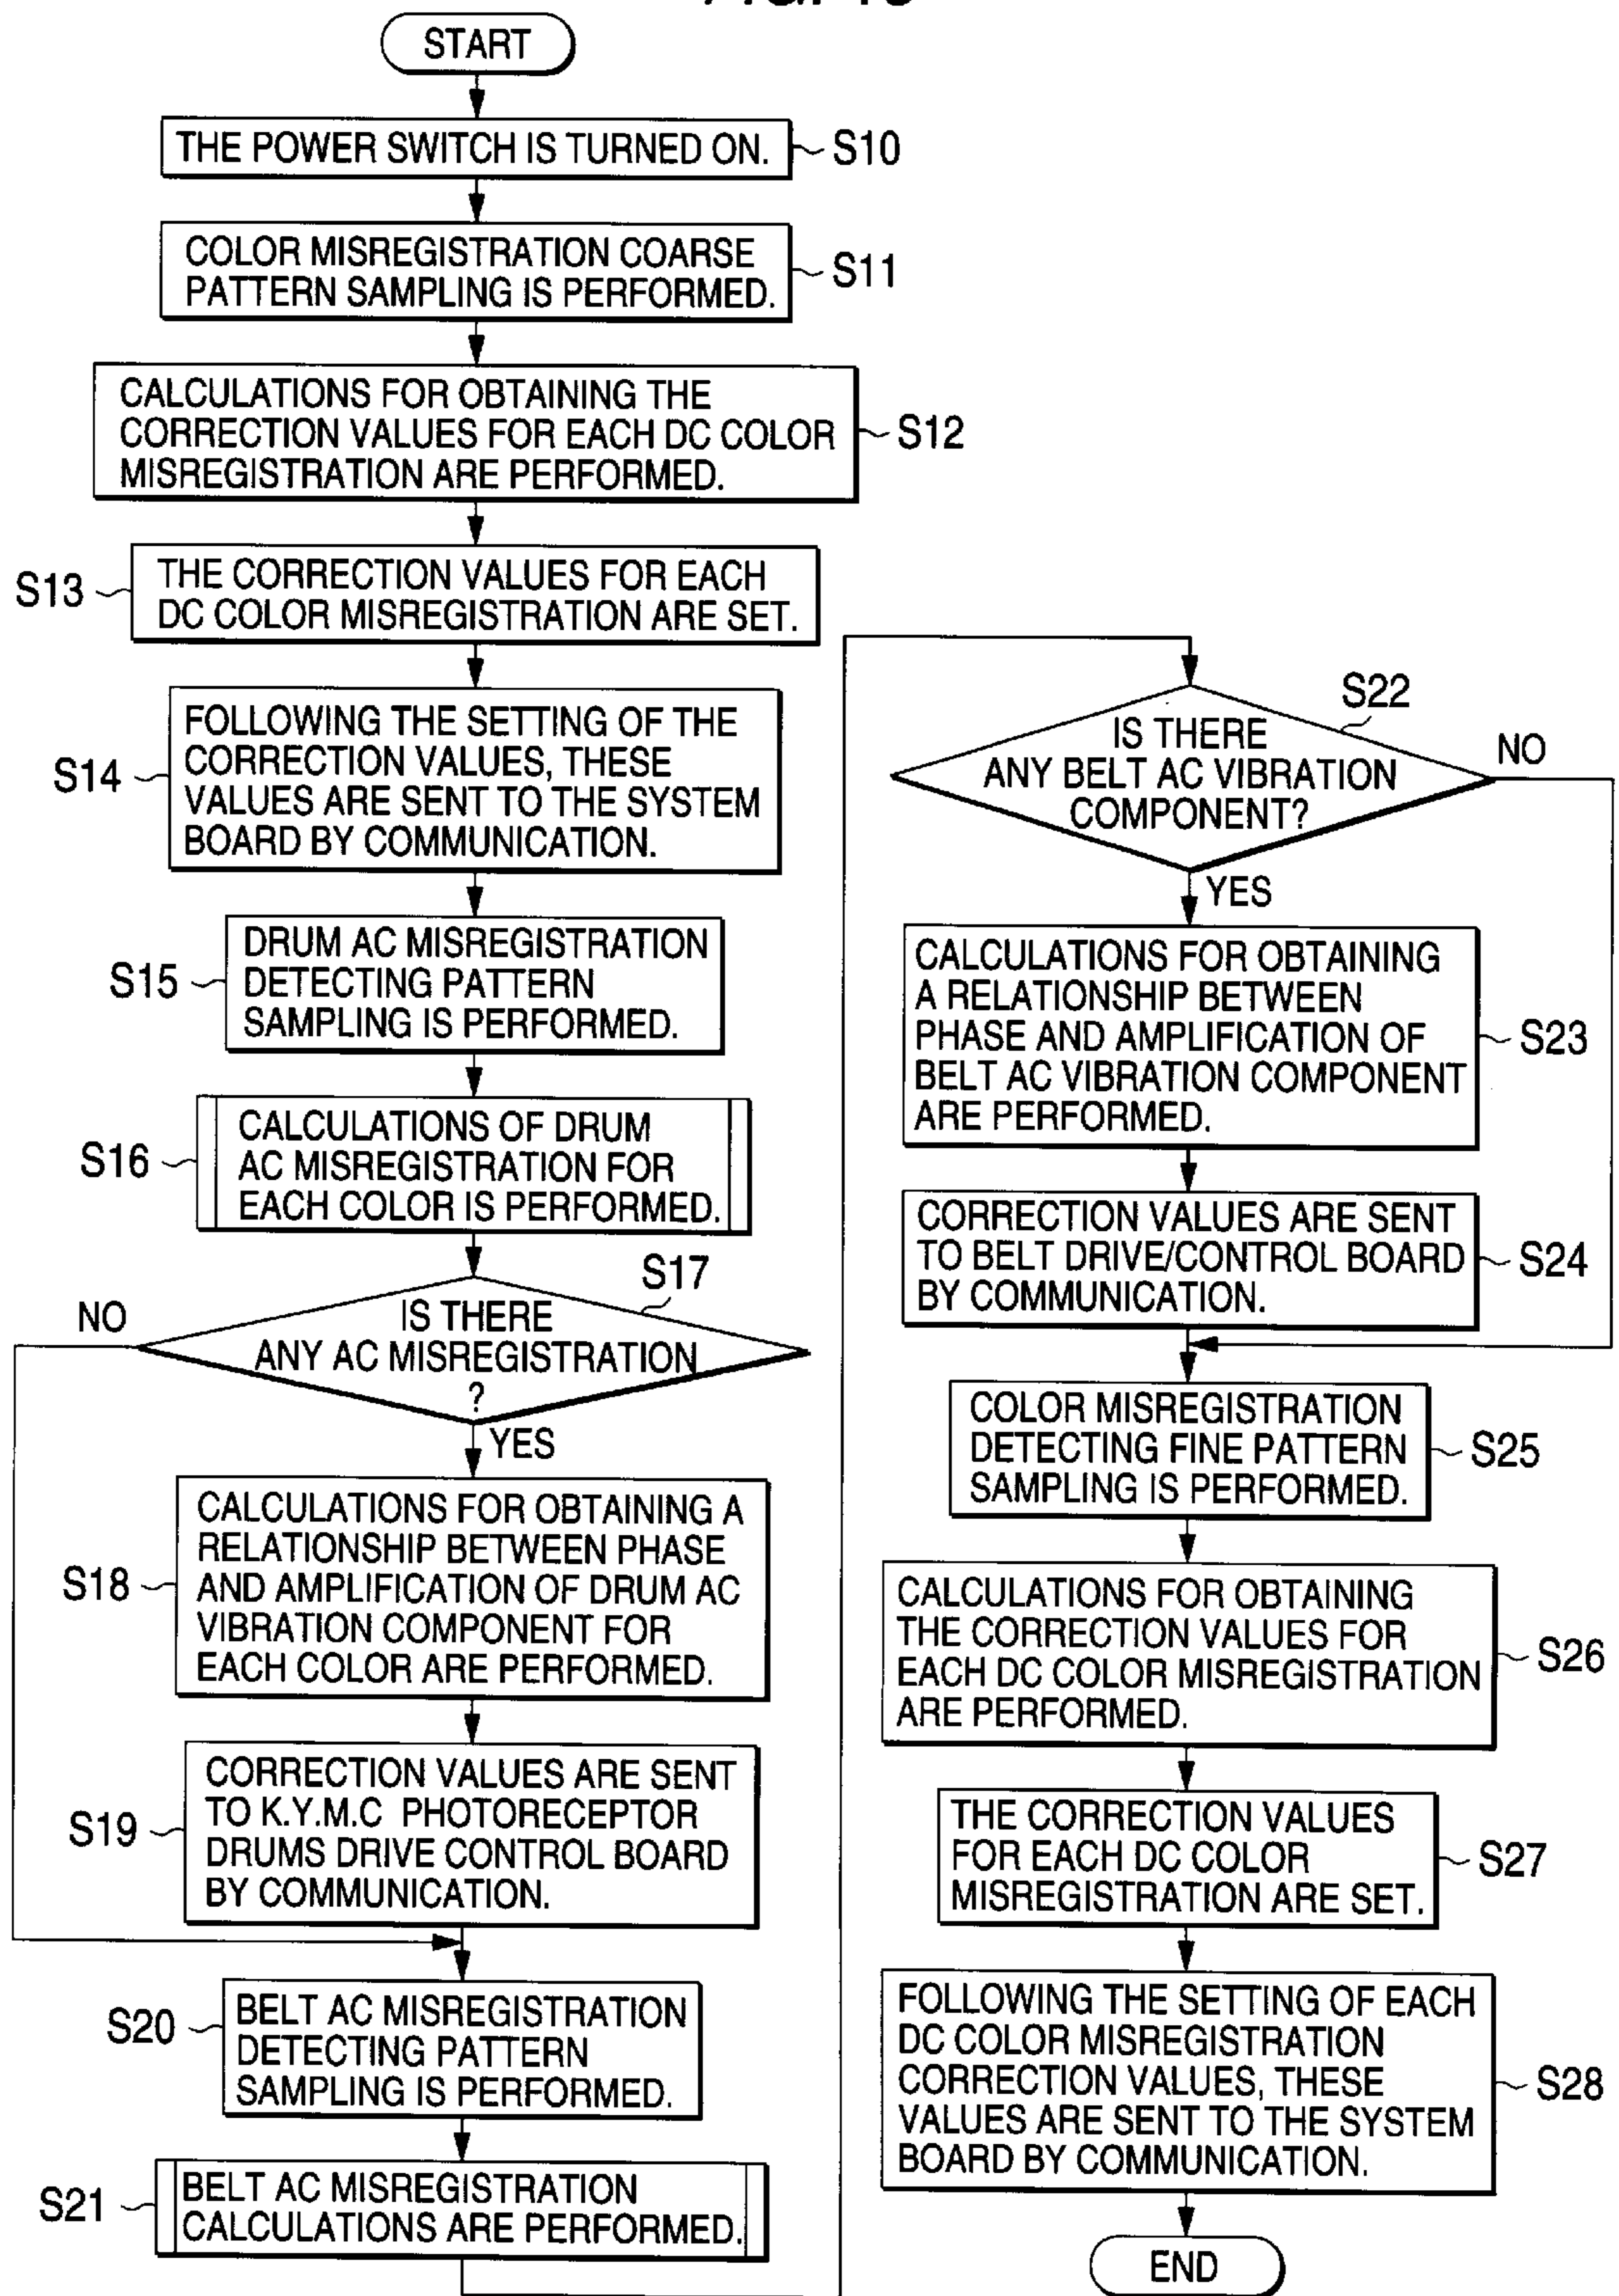 START
THE POWER SWITCH IS TURNED ON.
S10
COLOR MISREGISTRATION COARSE
PATTERN SAMPLING IS PERFORMED.
S11
CALCULATIONS FOR OBTAINING THE
CORRECTION VALUES FOR EACH DC COLOR
MISREGISTRATION ARE PERFORMED.
S12
S13
THE CORRECTION VALUES FOR EACH
DC COLOR MISREGISTRATION ARE SET.
S14
FOLLOWING THE SETTING OF THE
CORRECTION VALUES, THESE
VALUES ARE SENT TO THE SYSTEM
BOARD BY COMMUNICATION.
S15
DRUM AC MISREGISTRATION
DETECTING PATTERN
SAMPLING IS PERFORMED.
S16
CALCULATIONS OF DRUM
AC MISREGISTRATION FOR
EACH COLOR IS PERFORMED.
S17
NO
IS THERE
ANY AC MISREGISTRATION
?
YES
S18
CALCULATIONS FOR OBTAINING A
RELATIONSHIP BETWEEN PHASE
AND AMPLIFICATION OF DRUM AC
VIBRATION COMPONENT FOR
EACH COLOR ARE PERFORMED.
S19
CORRECTION VALUES ARE SENT
TO K.Y.M.C PHOTORECEPTOR
DRUMS DRIVE CONTROL BOARD
BY COMMUNICATION.
S20
BELT AC MISREGISTRATION
DETECTING PATTERN
SAMPLING IS PERFORMED.
S21
BELT AC MISREGISTRATION
CALCULATIONS ARE PERFORMED.
S22
IS THERE
ANY BELT AC VIBRATION
COMPONENT?
NO
YES
CALCULATIONS FOR OBTAINING
A RELATIONSHIP BETWEEN
PHASE AND AMPLIFICATION OF
BELT AC VIBRATION COMPONENT
ARE PERFORMED.
S23
CORRECTION VALUES ARE SENT
TO BELT DRIVE/CONTROL BOARD
BY COMMUNICATION.
S24
COLOR MISREGISTRATION
DETECTING FINE PATTERN
SAMPLING IS PERFORMED.
S25
CALCULATIONS FOR OBTAINING
THE CORRECTION VALUES FOR
EACH DC COLOR MISREGISTRATION
ARE PERFORMED.
S26
THE CORRECTION VALUES
FOR EACH DC COLOR
MISREGISTRATION ARE SET.
S27
FOLLOWING THE SETTING OF EACH
DC COLOR MISREGISTRATION
CORRECTION VALUES, THESE
VALUES ARE SENT TO THE SYSTEM
BOARD BY COMMUNICATION.
S28
END